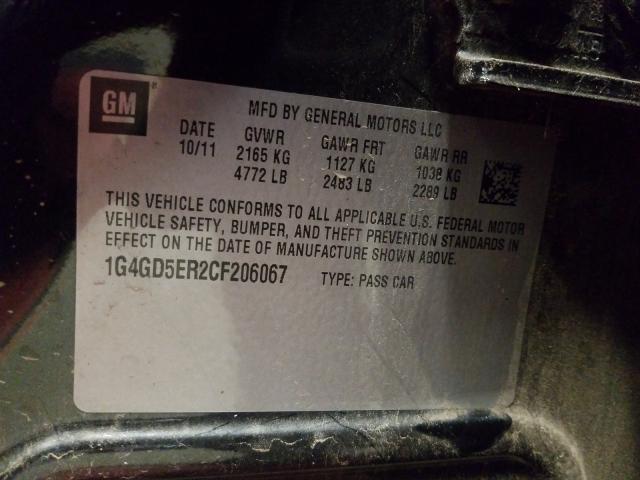 GM
MFD BY GENERAL MOTORS LLC
DATE GVWR GAWR FRT GAWR RR
10/11 2165 KG 1127 KG 1038 KG
4772 LB 2483 LB 2289 LB
THIS VEHICLE CONFORMS TO ALL APPLICABLE U.S. FEDERAL MOTOR
VEHICLE SAFETY, BUMPER, AND THEFT PREVENTION STANDARDS IN
EFFECT ON THE DATE OF MANUFACTURE SHOWN ABOVE.
1G4GD5ER2CF206067 TYPE: PASS CAR